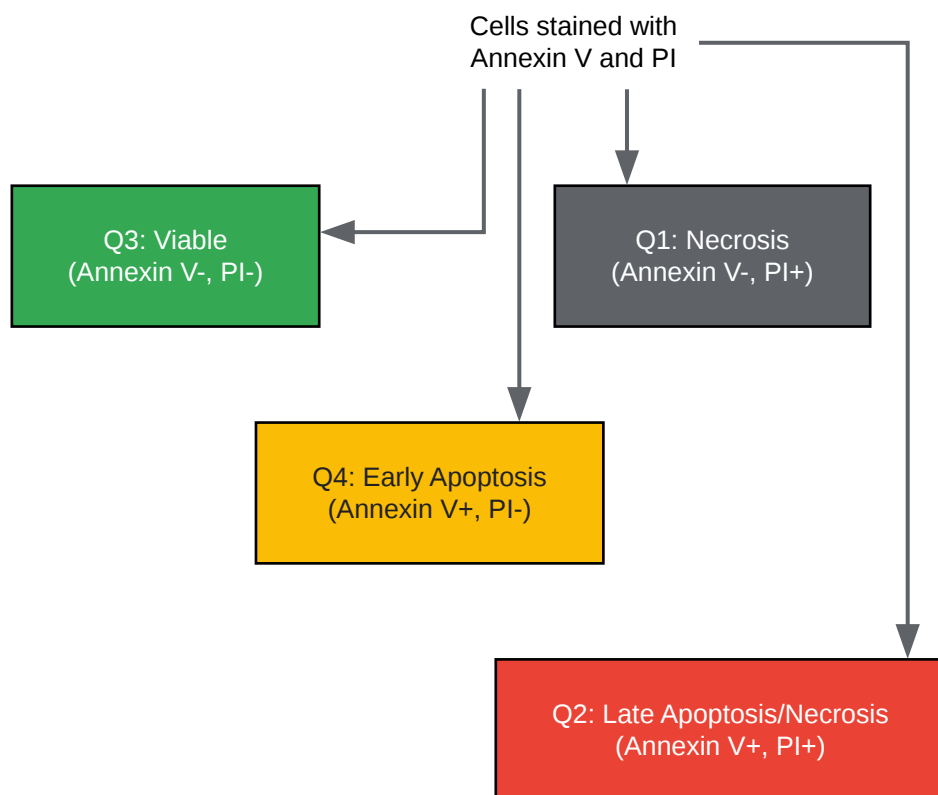 Cells stained with
Annexin V and PI
Q3: Viable
(Annexin V-, PI-)
Q1: Necrosis
(Annexin V-, PI+)
Q4: Early Apoptosis
(Annexin V+, PI-)
Q2: Late Apoptosis/Necrosis
(Annexin V+, PI+)